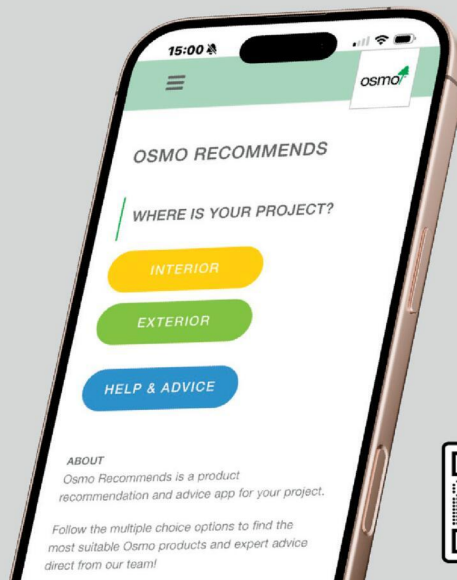 15:00
osmo
OSMO RECOMMENDS
WHERE IS YOUR PROJECT?
INTERIOR
EXTERIOR
HELP & ADVICE
ABOUT
Osmo Recommends is a product
recommendation and advice app for your project.
Follow the multiple choice options to find the
most suitable Osmo products and expert advice
direct from our team!